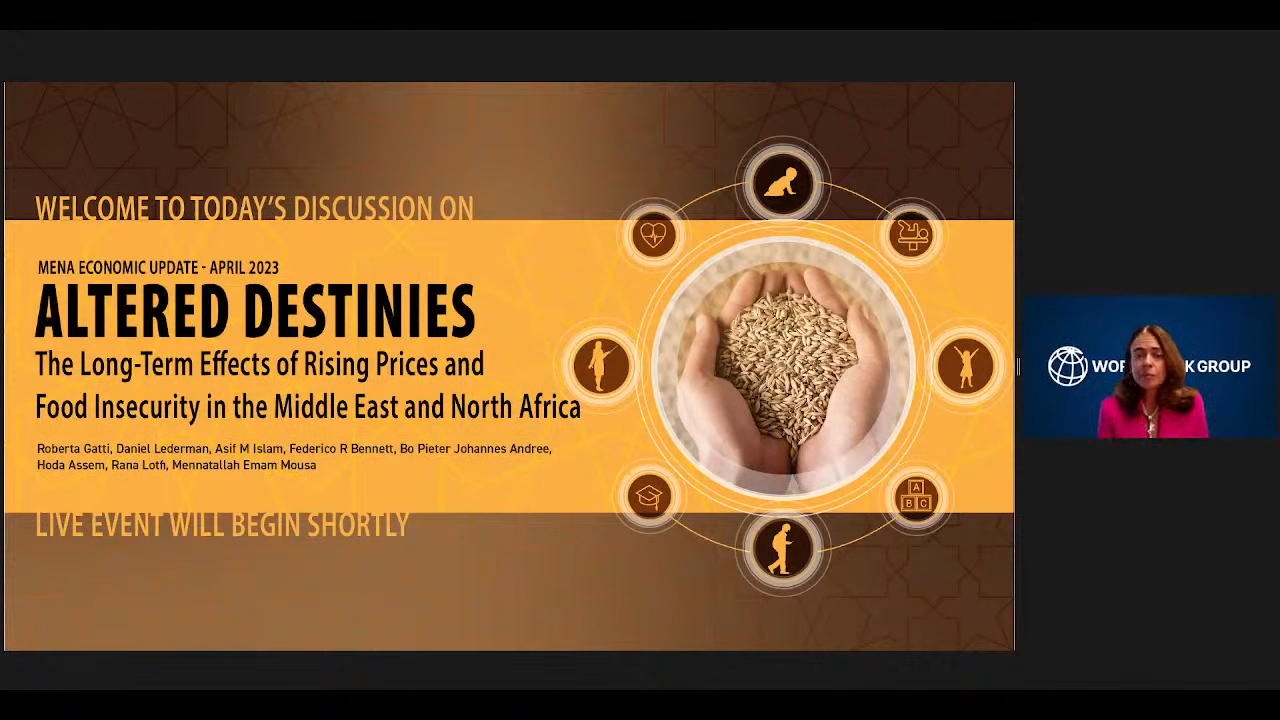 WELCOME TO TODAY'S DISCUSSION ON
MENA ECONOMIC UPDATE - APRIL 2023
ALTERED DESTINIES
The Long-Term Effects of Rising Prices and
Food Insecurity in the Middle East and North Africa
Roberta Gatti, Daniel Lederman, Asif M Islam, Federico R Bennett, Bo Pieter Johannes Andree,
Hoda Assem, Rana Lotfi, Mennatallah Emam Mousa
LIVE EVENT WILL BEGIN SHORTLY
A
B C
GROUP